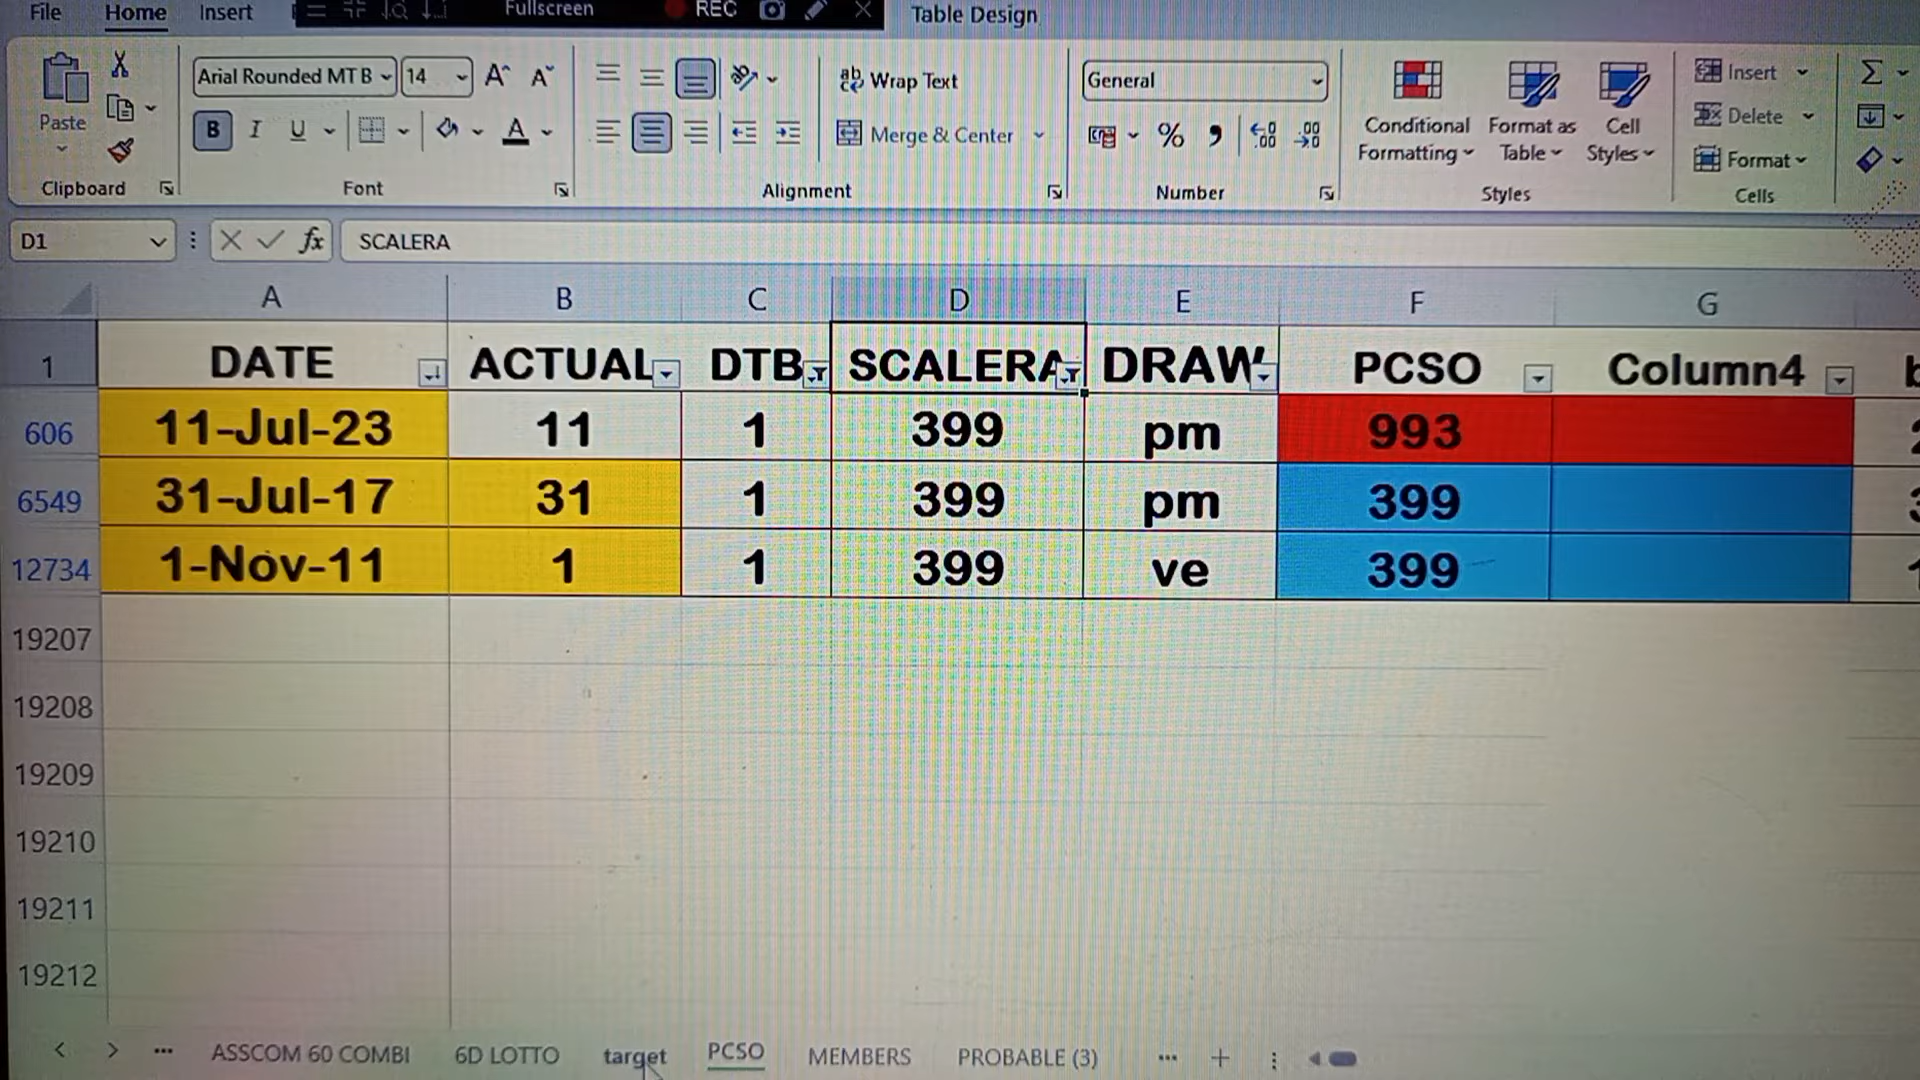 File Home Insert Fullscreen REC Table Design
Arial Rounded MT B 14 ab Wrap Text General Insert
Paste B I U A Merge & Center % Conditional Formatting Format as Table Cell Styles Delete
Format
Clipboard Font Alignment Number Styles Cells
D1 fx SCALERA
A B C D E F G
1 DATE ACTUAL DTB SCALERA DRAW PCSO Column4
606 11-Jul-23 11 1 399 pm 993
6549 31-Jul-17 31 1 399 pm 399
12734 1-Nov-11 1 1 399 ve 399
19207
19208
19209
19210
19211
19212
ASSCOM 60 COMBI 6D LOTTO target PCSO MEMBERS PROBABLE (3)